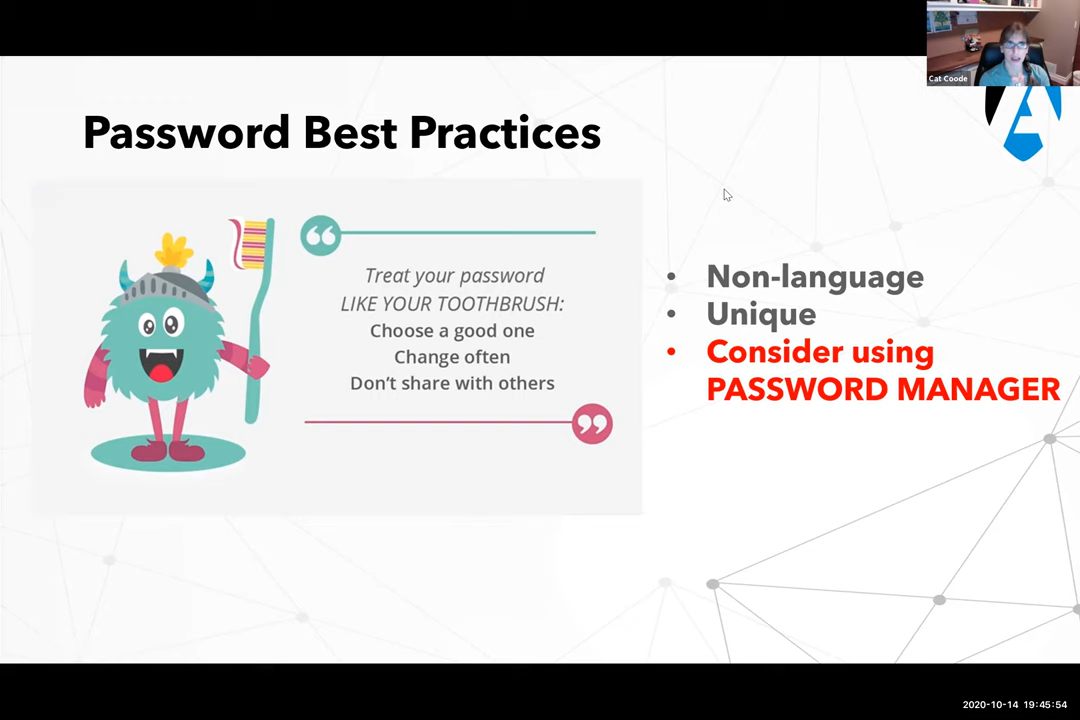 Cat Coode
Password Best Practices
Treat your password
LIKE YOUR TOOTHBRUSH:
Choose a good one
Change often
Don't share with others
• Non-language
• Unique
• Consider using
PASSWORD MANAGER
2020-10-14 19:45:54